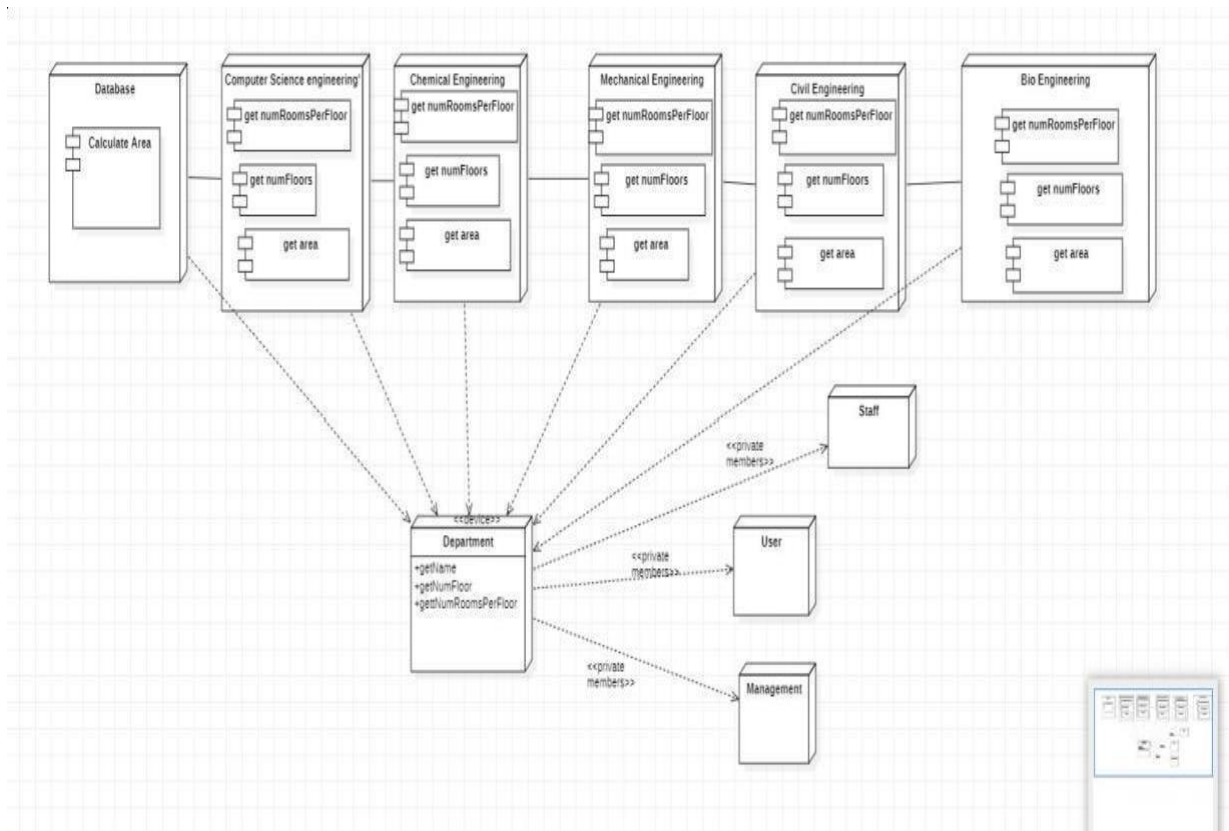 Database
Calculate Area
Computer Science engineering'
get numRoomsPerFloor
get numFloors
get area
Chemical Engineering
get numRoomsPerFloor
get numFloors
get area
Mechanical Engineering
get numRoomsPerFloor
get numFloors
get area
Civil Engineering
get numRoomsPerFloor
get numFloors
get area
Bio Engineering
get numRoomsPerFloor
get numFloors
get area
Staff
<<private
members>>
<<device>>
Department
+getName
+getNumFloor
+gettNumRoomsPerFloor
<<private
members>>
User
<<private
members>>
Management